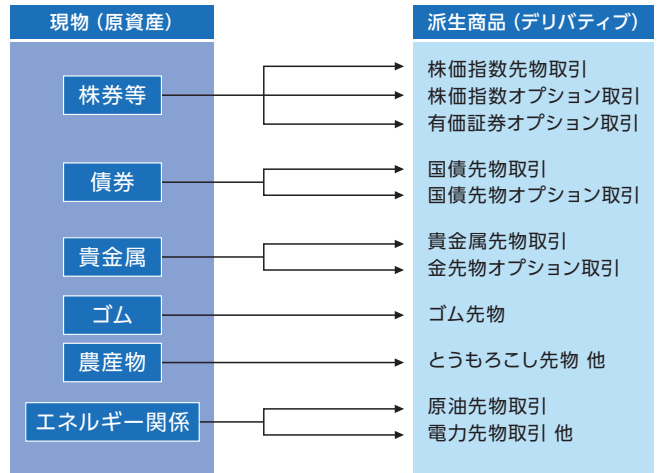 現物（原資産）
派生商品（デリバティブ）
株券等
株価指数先物取引
株価指数オプション取引
有価証券オプション取引
債券
国債先物取引
国債先物オプション取引
貴金属
貴金属先物取引
金先物オプション取引
ゴム
ゴム先物
農産物
とうもろこし先物 他
エネルギー関係
原油先物取引
電力先物取引 他